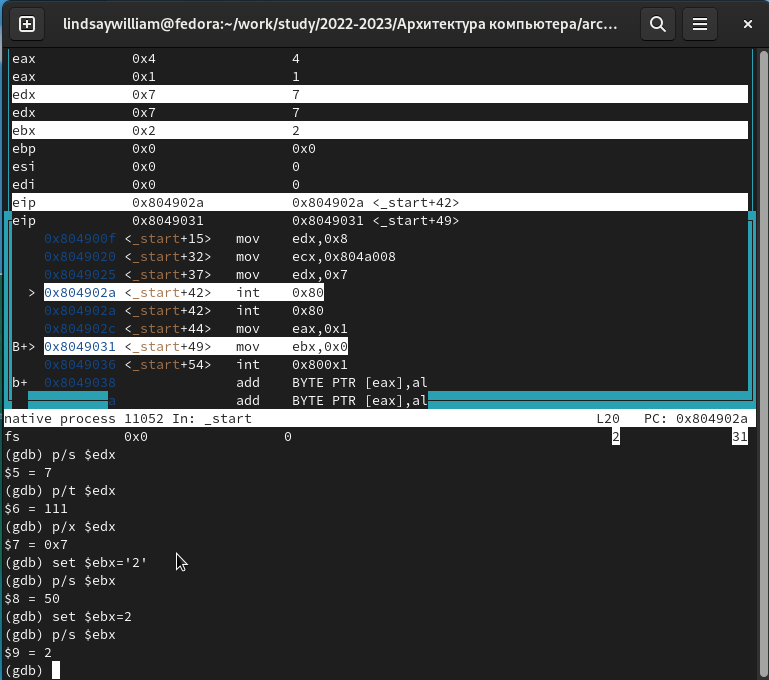 lindsaywilliam@fedora:~/work/study/2022-2023/Архитектура компьютера/arc...
eax 0x4 4
eax 0x1 1
edx 0x7 7
edx 0x7 7
ebx 0x2 2
ebp 0x0 0x0
esi 0x0 0
edi 0x0 0
eip 0x804902a 0x804902a <_start+42>
eip 0x8049031 0x8049031 <_start+49>
0x804900f <_start+15> mov edx,0x8
0x8049020 <_start+32> mov ecx,0x804a008
0x8049025 <_start+37> mov edx,0x7
> 0x804902a <_start+42> int 0x80
0x804902a <_start+42> int 0x80
0x804902c <_start+44> mov eax,0x1
B+> 0x8049031 <_start+49> mov ebx,0x0
0x8049036 <_start+54> int 0x800x1
b+ 0x8049038 add BYTE PTR [eax],al
a add BYTE PTR [eax],al
native process 11052 In: _start L20 PC: 0x804902a
fs 0x0 0 2 31
(gdb) p/s $edx
$5 = 7
(gdb) p/t $edx
$6 = 111
(gdb) p/x $edx
$7 = 0x7
(gdb) set $ebx='2'
(gdb) p/s $ebx
$8 = 50
(gdb) set $ebx=2
(gdb) p/s $ebx
$9 = 2
(gdb)